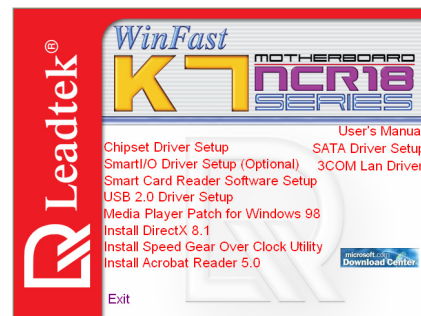 Leadtek®
WinFast
K7
MOTHERBOARD
NCR18
SERIES
User's Manua
Chipset Driver Setup
SATA Driver Setup
SmartI/O Driver Setup (Optional)
3COM Lan Driver
Smart Card Reader Software Setup
USB 2.0 Driver Setup
Media Player Patch for Windows 98
Install DirectX 8.1
Install Speed Gear Over Clock Utility
Install Acrobat Reader 5.0
microsoft.com
Download Center
Exit